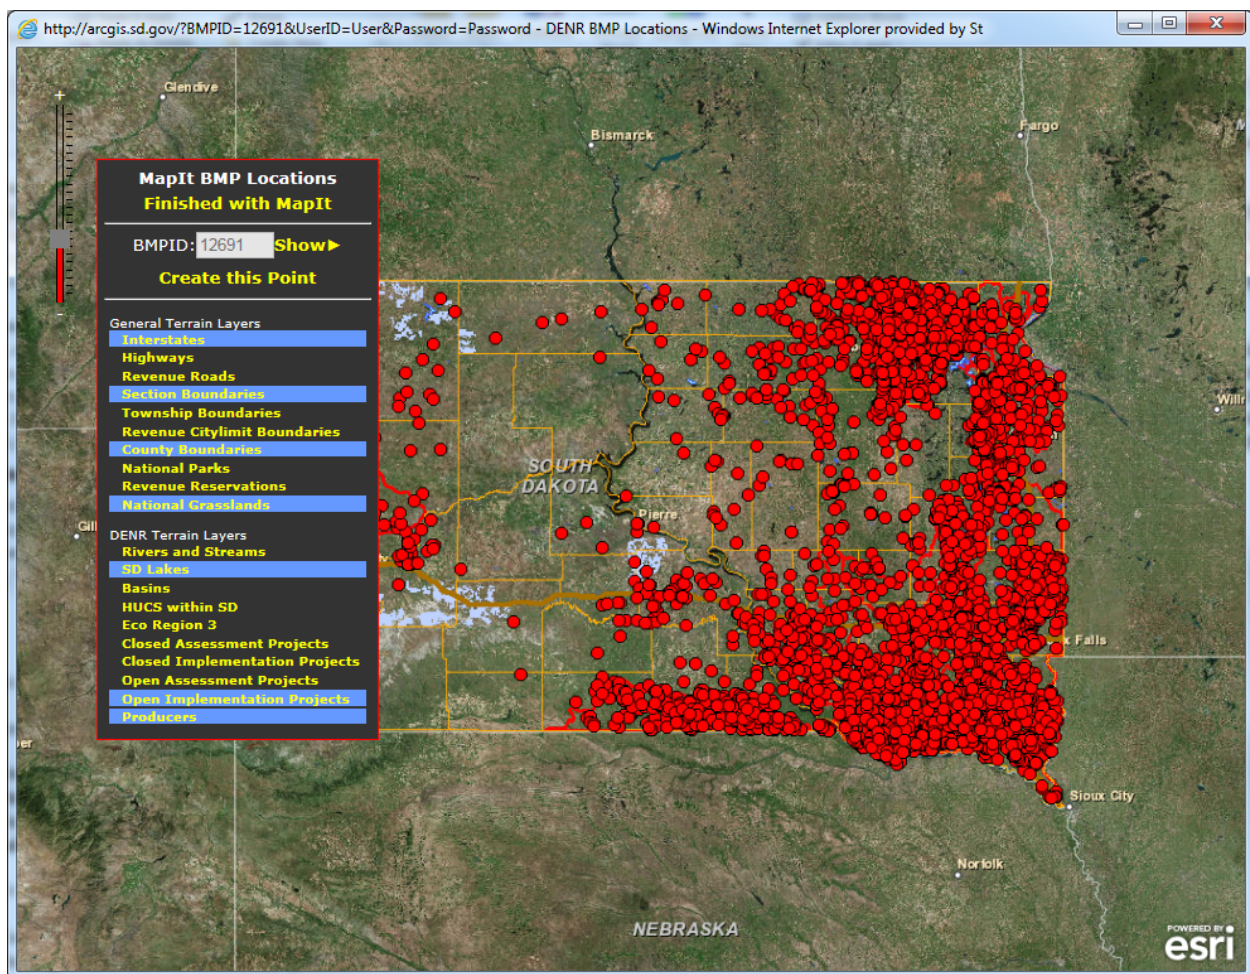 http://arcgis.sd.gov/?BMPID=12691&UserID=User&Password=Password - DENR BMP Locations - Windows Internet Explorer provided by St
Glendive
Bismarck
Fargo
MapIt BMP Locations
Finished with MapIt
BMPID: 12691 Show►
Create this Point
General Terrain Layers
Interstates
Highways
Revenue Roads
Section Boundaries
Township Boundaries
Revenue Citylimit Boundaries
County Boundaries
National Parks
Revenue Reservations
National Grasslands
DENR Terrain Layers
Rivers and Streams
SD Lakes
Basins
HUCS within SD
Eco Region 3
Closed Assessment Projects
Closed Implementation Projects
Open Assessment Projects
Open Implementation Projects
Producers
Willm
SOUTH
DAKOTA
Pierre
Gil
x Falls
per
Sioux City
Norfolk
NEBRASKA
POWERED BY
esri